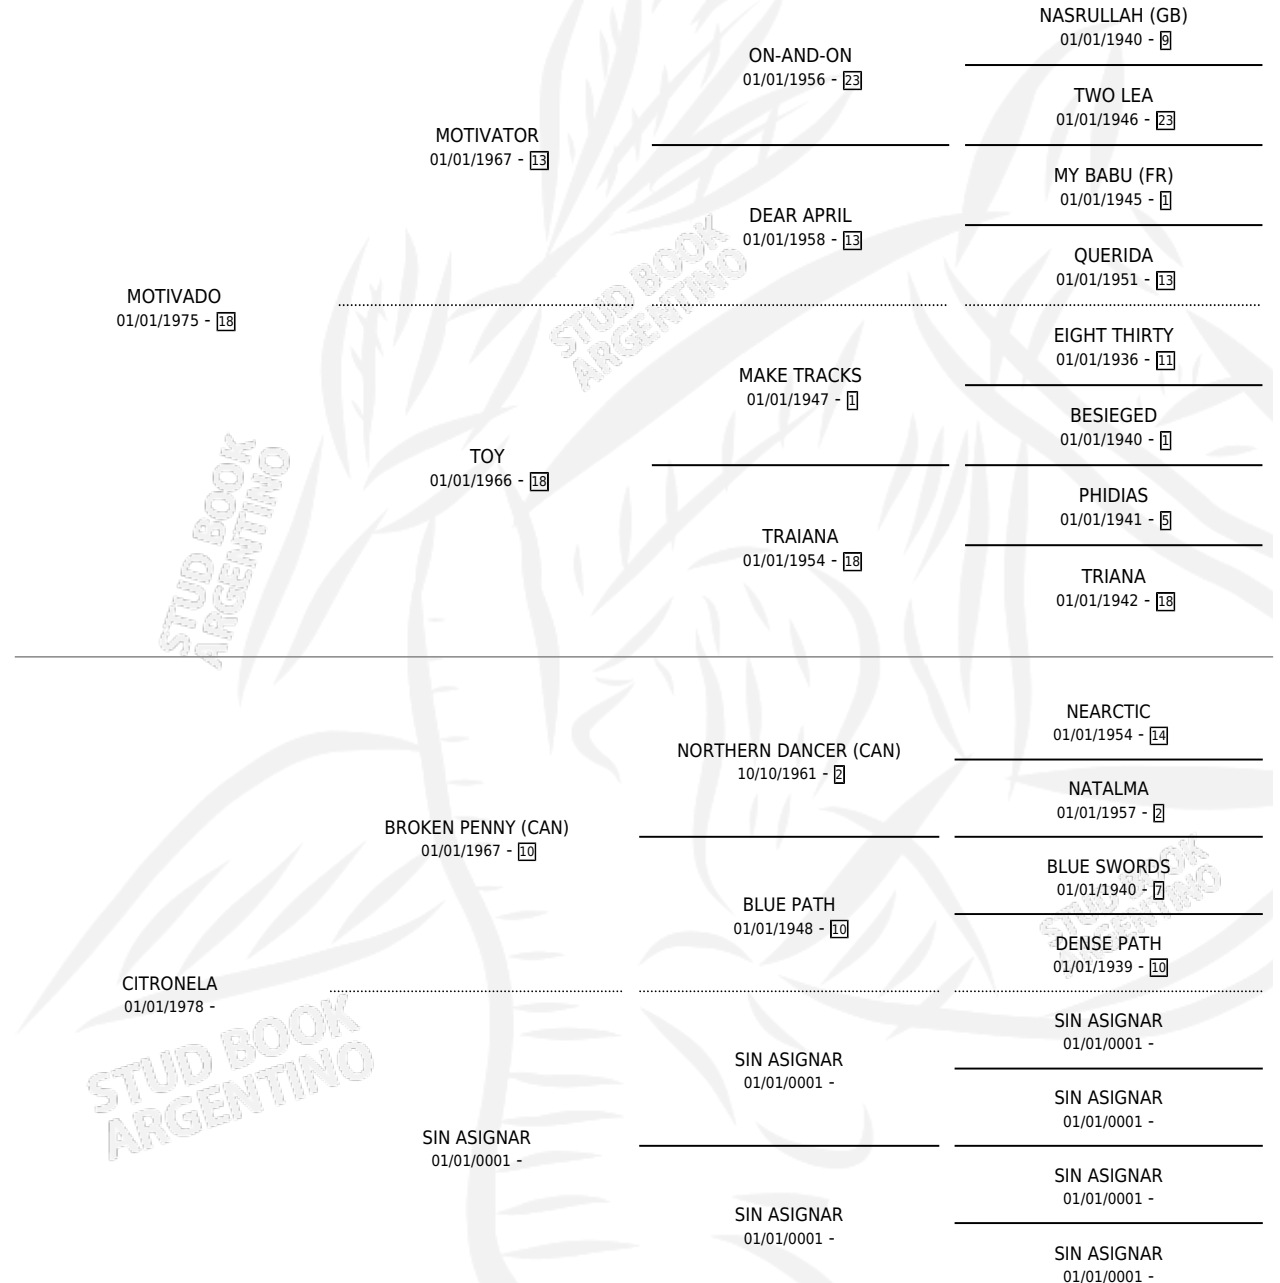 NASRULLAH (GB)
01/01/1940 - 9
ON-AND-ON
01/01/1956 - 23
TWO LEA
01/01/1946 - 23
MOTIVATOR
01/01/1967 - 13
MY BABU (FR)
01/01/1945 - 1
DEAR APRIL
01/01/1958 - 13
QUERIDA
01/01/1951 - 13
MOTIVADO
01/01/1975 - 18
EIGHT THIRTY
01/01/1936 - 11
MAKE TRACKS
01/01/1947 - 1
BESIEGED
01/01/1940 - 1
TOY
01/01/1966 - 18
PHIDIAS
01/01/1941 - 5
TRAIANA
01/01/1954 - 18
TRIANA
01/01/1942 - 18
STUD BOOK
ARGENTINO
STUD BOOK
ARGENTINO
NEARCTIC
01/01/1954 - 14
NORTHERN DANCER (CAN)
10/10/1961 - 2
NATALMA
01/01/1957 - 2
BROKEN PENNY (CAN)
01/01/1967 - 10
BLUE SWORDS
01/01/1940 - 7
BLUE PATH
01/01/1948 - 10
DENSE PATH
01/01/1939 - 10
STUD BOOK
ARGENTINO
CITRONELA
01/01/1978 -
SIN ASIGNAR
01/01/0001 -
SIN ASIGNAR
01/01/0001 -
SIN ASIGNAR
01/01/0001 -
SIN ASIGNAR
01/01/0001 -
SIN ASIGNAR
01/01/0001 -
SIN ASIGNAR
01/01/0001 -
SIN ASIGNAR
01/01/0001 -
STUD BOOK
ARGENTINO